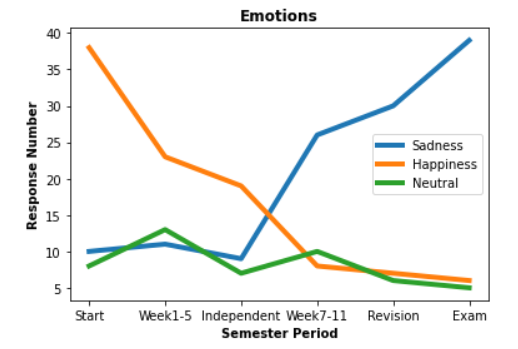 Emotions
Response Number
40
35
30
25
20
15
10
5
Sadness
Happiness
Neutral
Start Week1-5 Independent Week7-11 Revision Exam
Semester Period